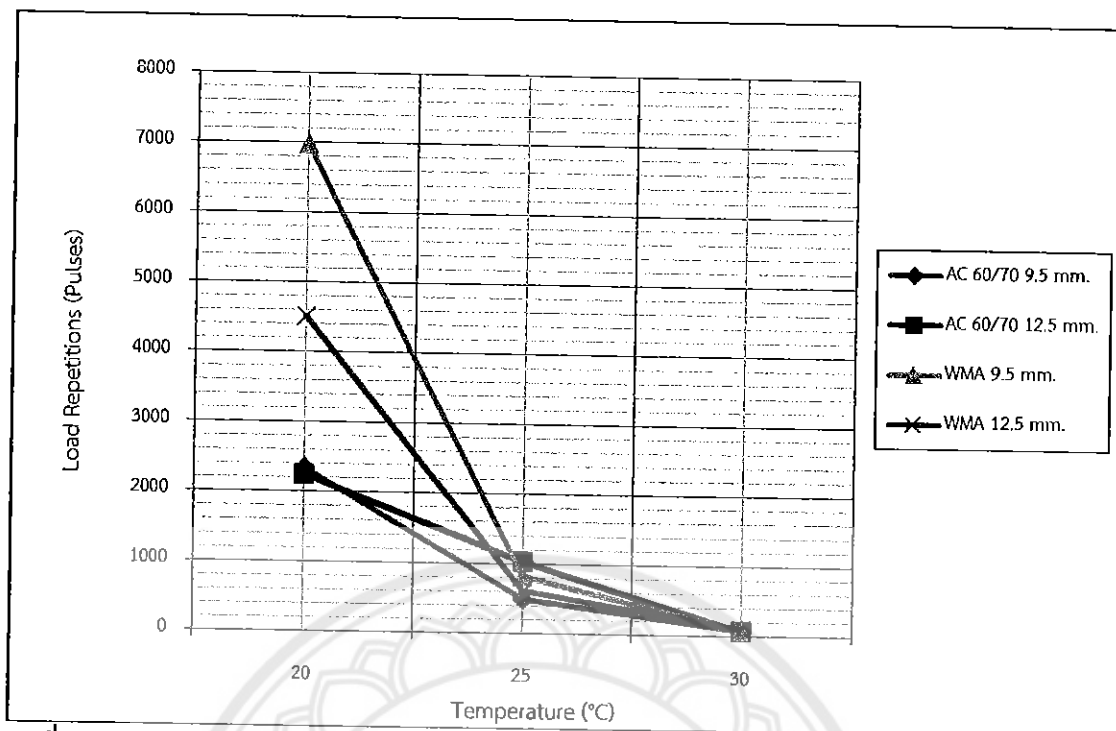 8000
7000
6000
5000
4000
3000
2000
1000
0
Load Repetitions (Pulses)
20
25
30
Temperature (°C)
AC 60/70 9.5 mm.
AC 60/70 12.5 mm.
WMA 9.5 mm.
WMA 12.5 mm.